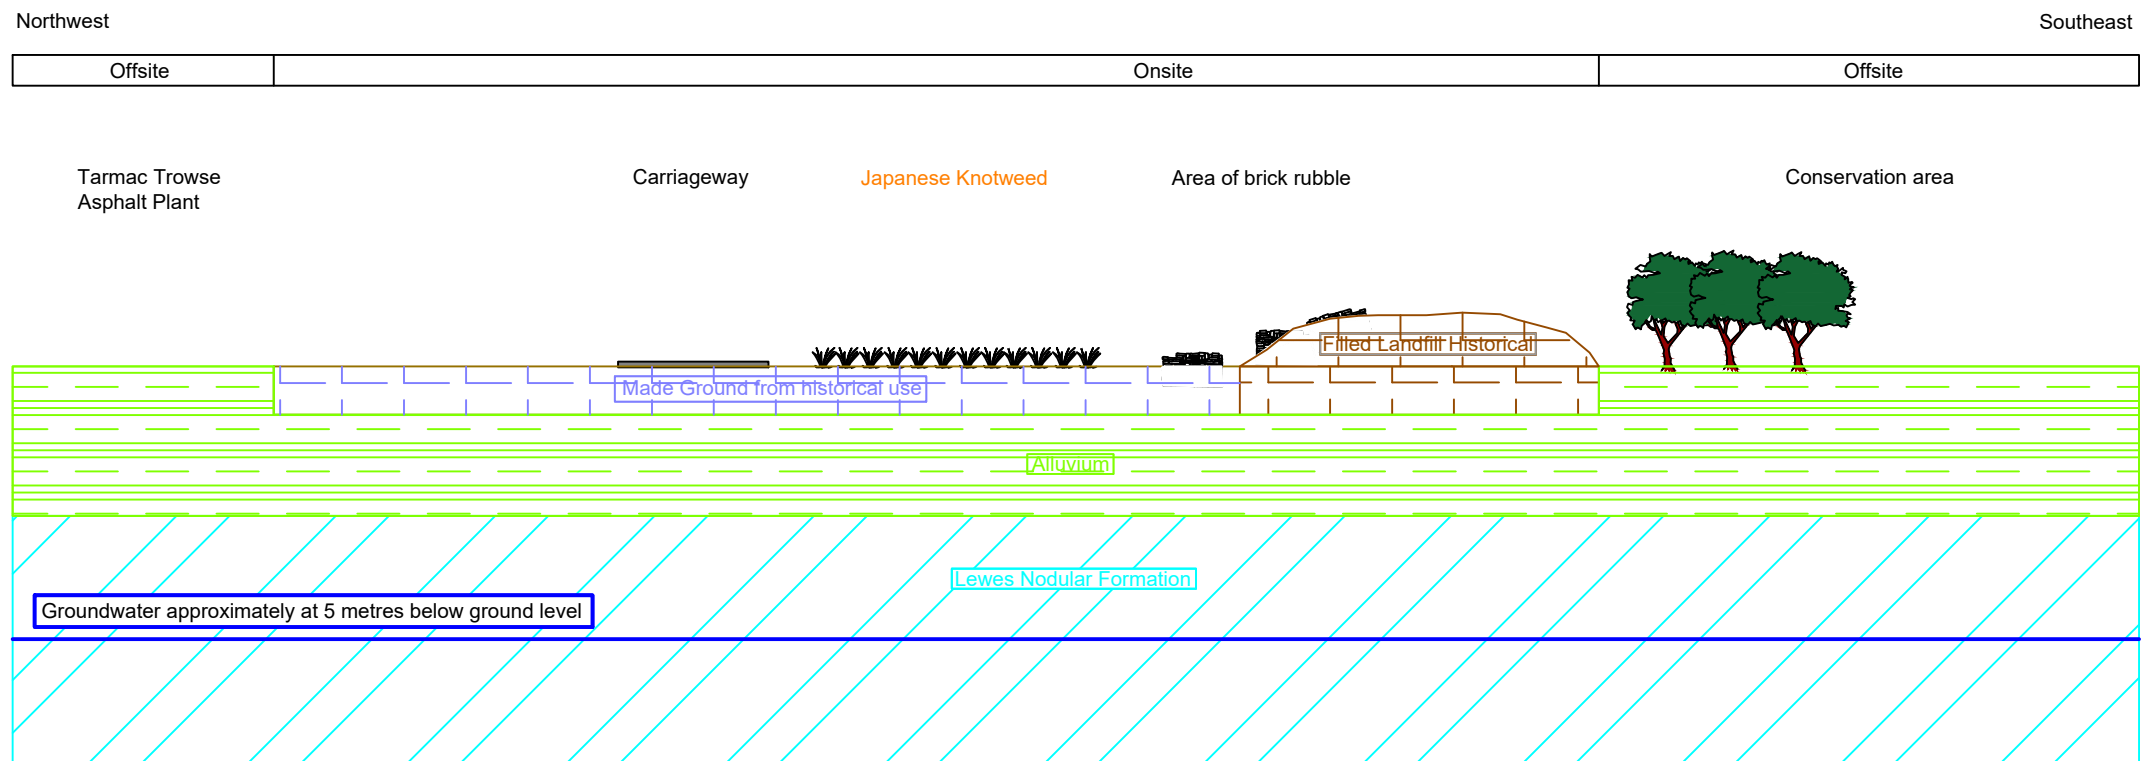 Northwest
Southeast
Offsite
Onsite
Offsite
Tarmac Trowse
Asphalt Plant
Carriageway
Japanese Knotweed
Area of brick rubble
Conservation area
Filled Landfill Historical
Made Ground from historical use
Alluvium
Lewes Nodular Formation
Groundwater approximately at 5 metres below ground level